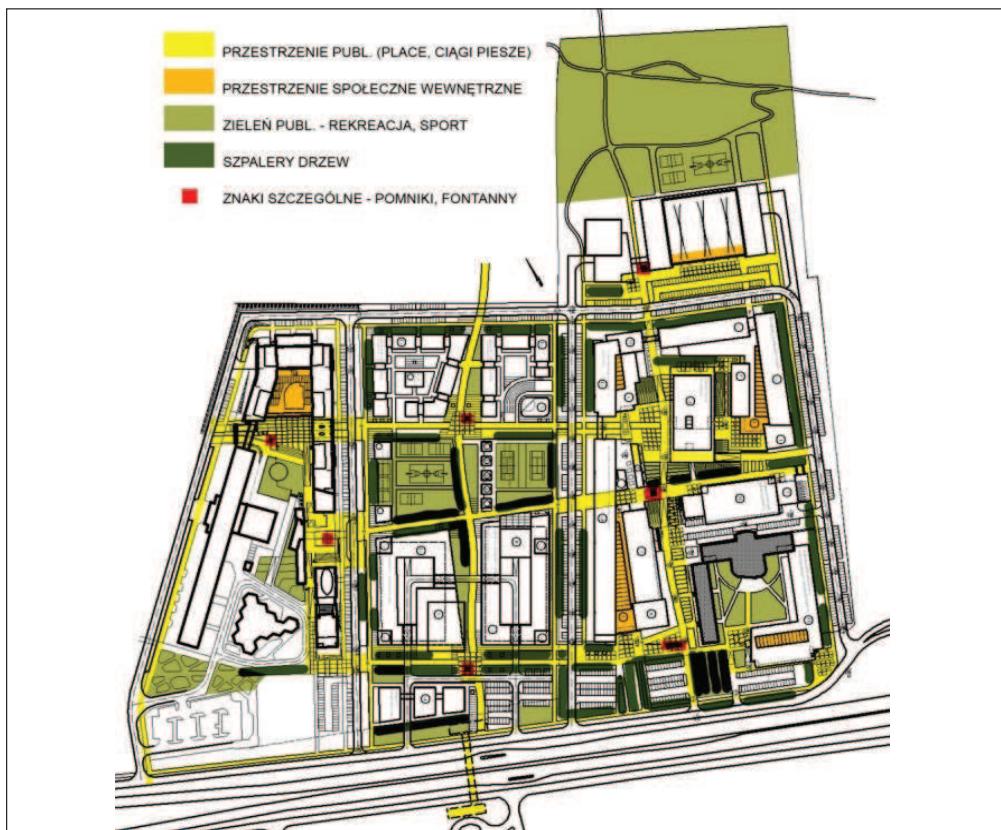 PRZESTRZENIE PUBL. (PLACE, CIĄGI PIESZE)
PRZESTRZENIE SPOŁECZNE WEWNĘTRZNE
ZIELEŃ PUBL. - REKREACJA, SPORT
SZPALERY DRZEW
ZNAKI SZCZEGÓLNE - POMNIKI, FONTANNY